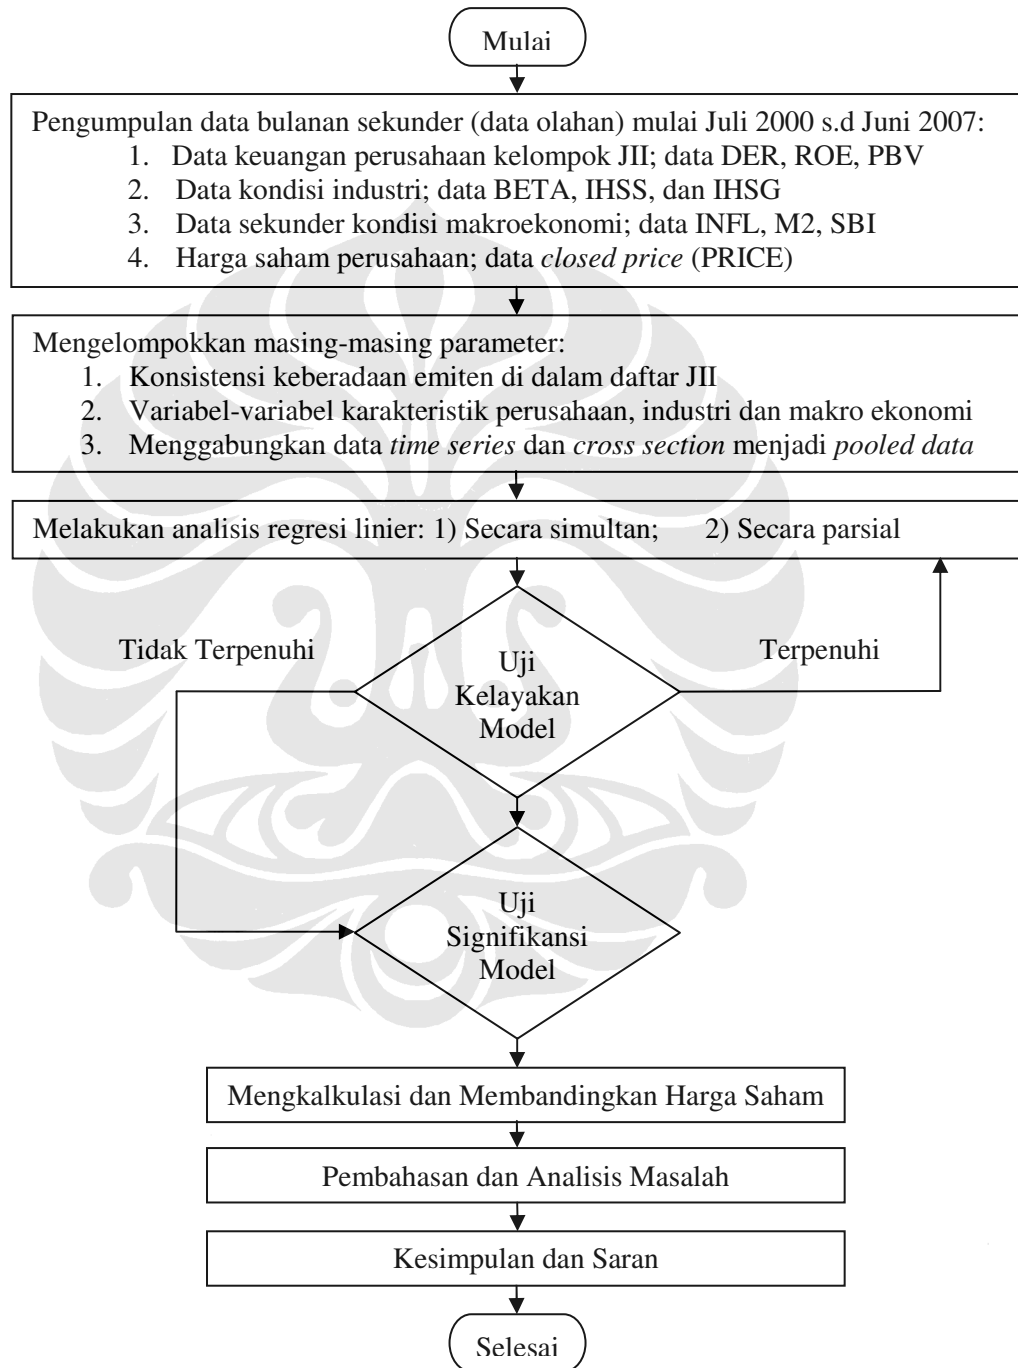 Mulai
Pengumpulan data bulanan sekunder (data olahan) mulai Juli 2000 s.d Juni 2007:
1. Data keuangan perusahaan kelompok JII; data DER, ROE, PBV
2. Data kondisi industri; data BETA, IHSS, dan IHSG
3. Data sekunder kondisi makroekonomi; data INFL, M2, SBI
4. Harga saham perusahaan; data closed price (PRICE)
Mengelompokkan masing-masing parameter:
1. Konsistensi keberadaan emiten di dalam daftar JII
2. Variabel-variabel karakteristik perusahaan, industri dan makro ekonomi
3. Menggabungkan data time series dan cross section menjadi pooled data
Melakukan analisis regresi linier: 1) Secara simultan; 2) Secara parsial
Tidak Terpenuhi
Terpenuhi
Uji
Kelayakan
Model
Uji
Signifikansi
Model
Mengkalkulasi dan Membandingkan Harga Saham
Pembahasan dan Analisis Masalah
Kesimpulan dan Saran
Selesai